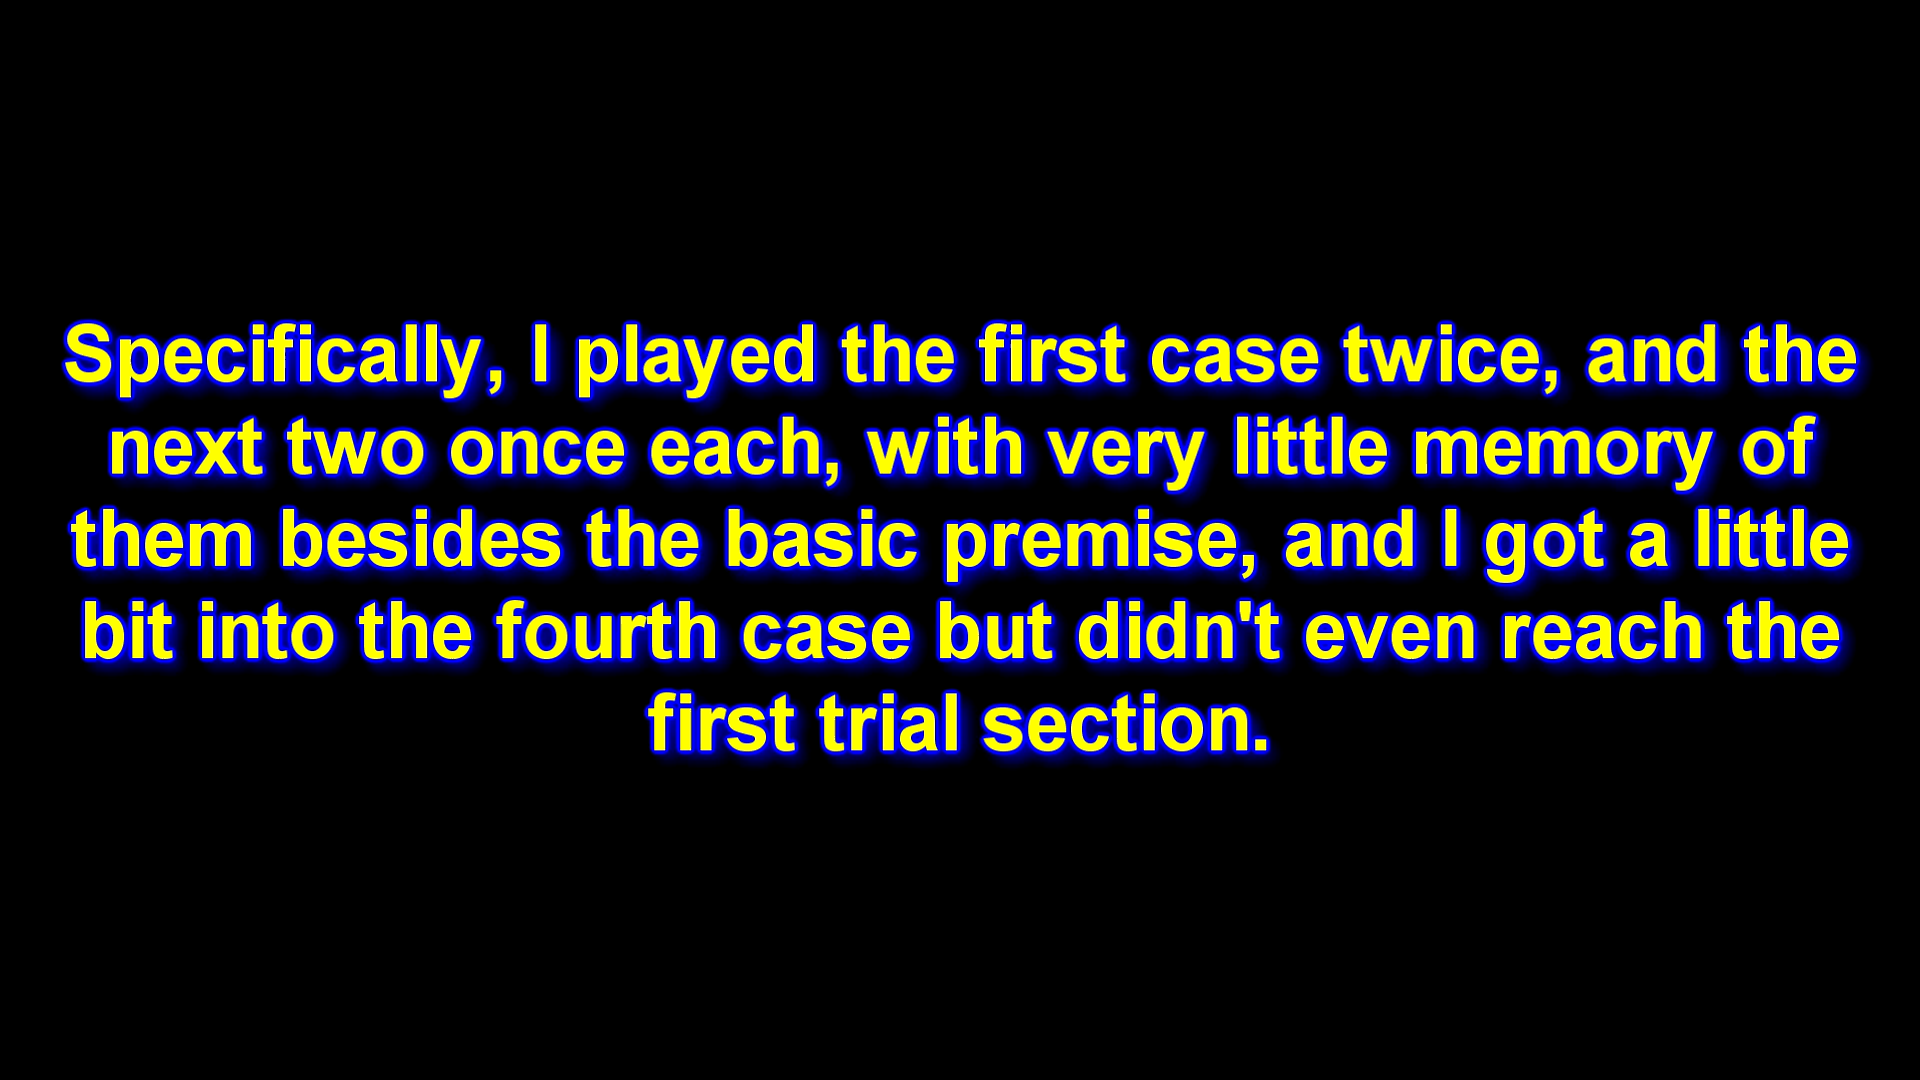 Specifically, I played the first case twice, and the
next two once each, with very little memory of
them besides the basic premise, and I got a little
bit into the fourth case but didn't even reach the
first trial section.